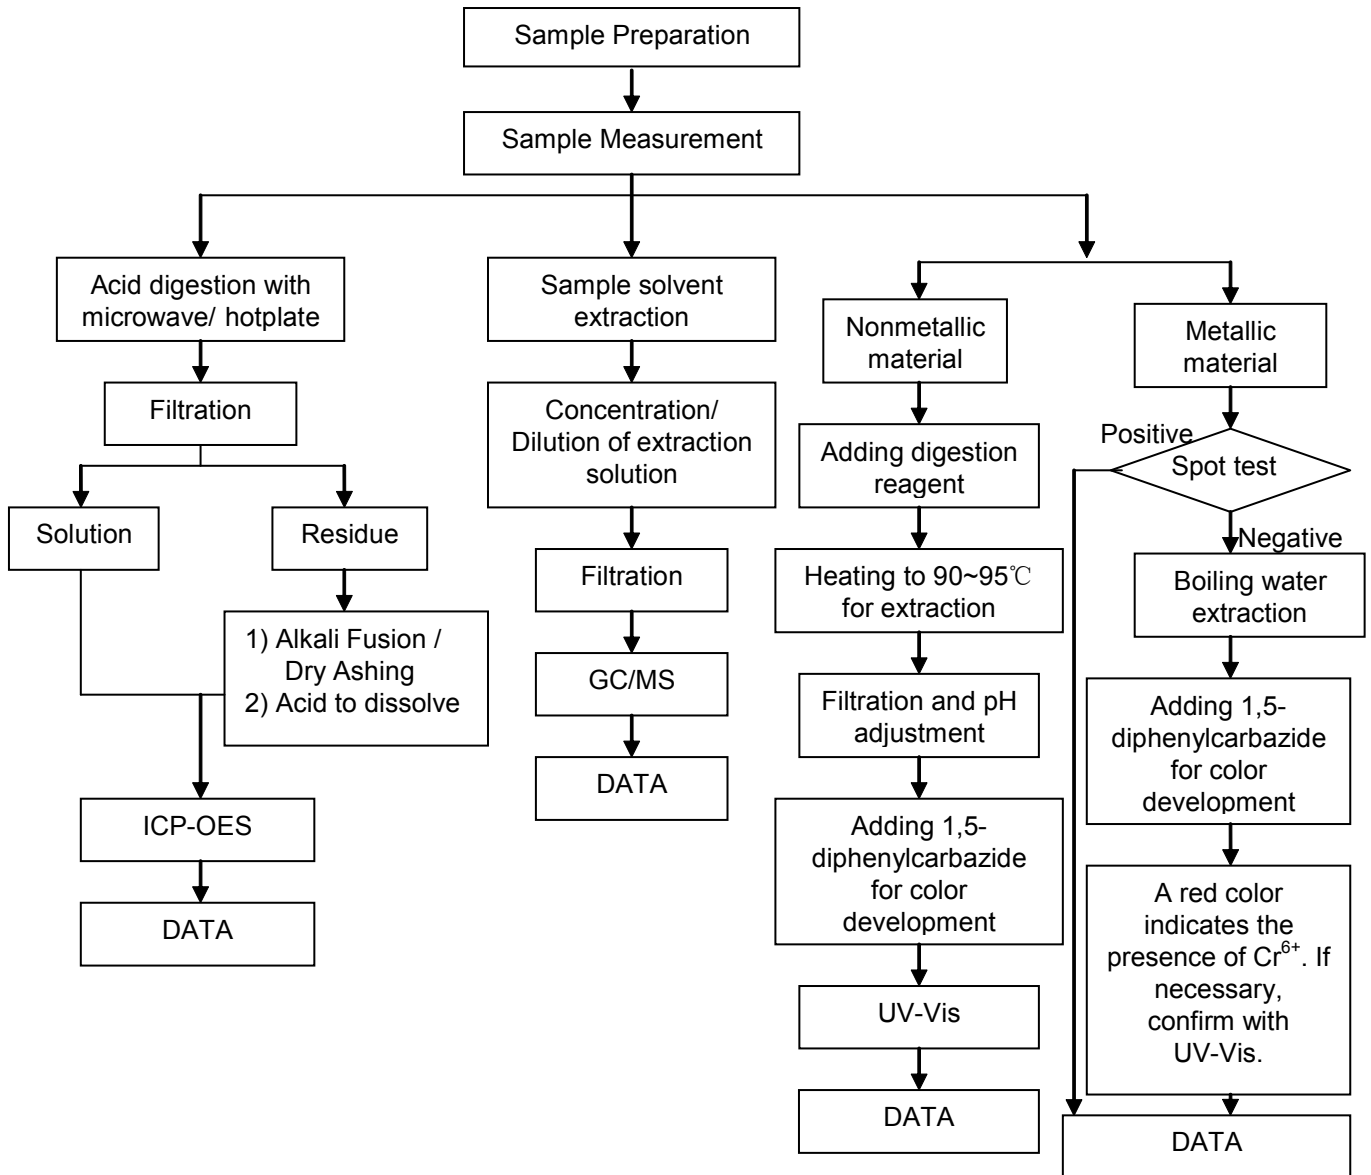 Sample Preparation
Sample Measurement
Acid digestion with
microwave/ hotplate
Filtration
Solution
Residue
1) Alkali Fusion /
Dry Ashing
2) Acid to dissolve
ICP-OES
DATA
Sample solvent
extraction
Concentration/
Dilution of extraction
solution
Filtration
GC/MS
DATA
Nonmetallic
material
Adding digestion
reagent
Heating to 90~95℃
for extraction
Filtration and pH
adjustment
Adding 1,5-
diphenylcarbazide
for color
development
UV-Vis
DATA
Metallic
material
Positive
Spot test
Negative
Boiling water
extraction
Adding 1,5-
diphenylcarbazide
for color
development
A red color
indicates the
presence of Cr⁶⁺. If
necessary,
confirm with
UV-Vis.
DATA